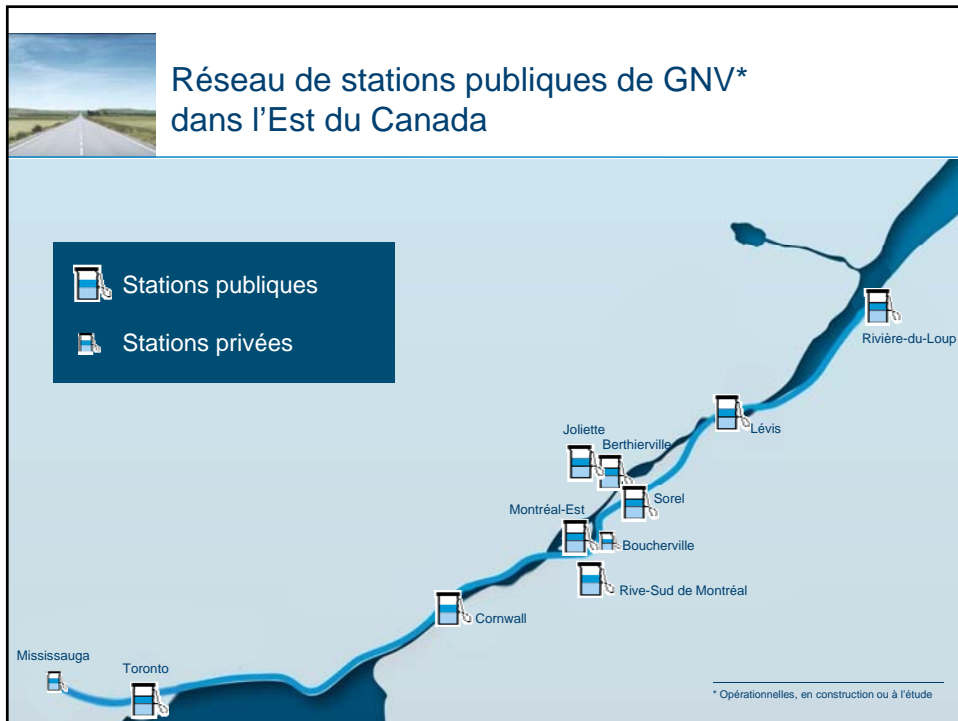 Réseau de stations publiques de GNV*
dans l'Est du Canada
Stations publiques
Stations privées
Rivière-du-Loup
Lévis
Joliette
Berthierville
Sorel
Montréal-Est
Boucherville
Rive-Sud de Montréal
Cornwall
Mississauga
Toronto
* Opérationnelles, en construction ou à l'étude